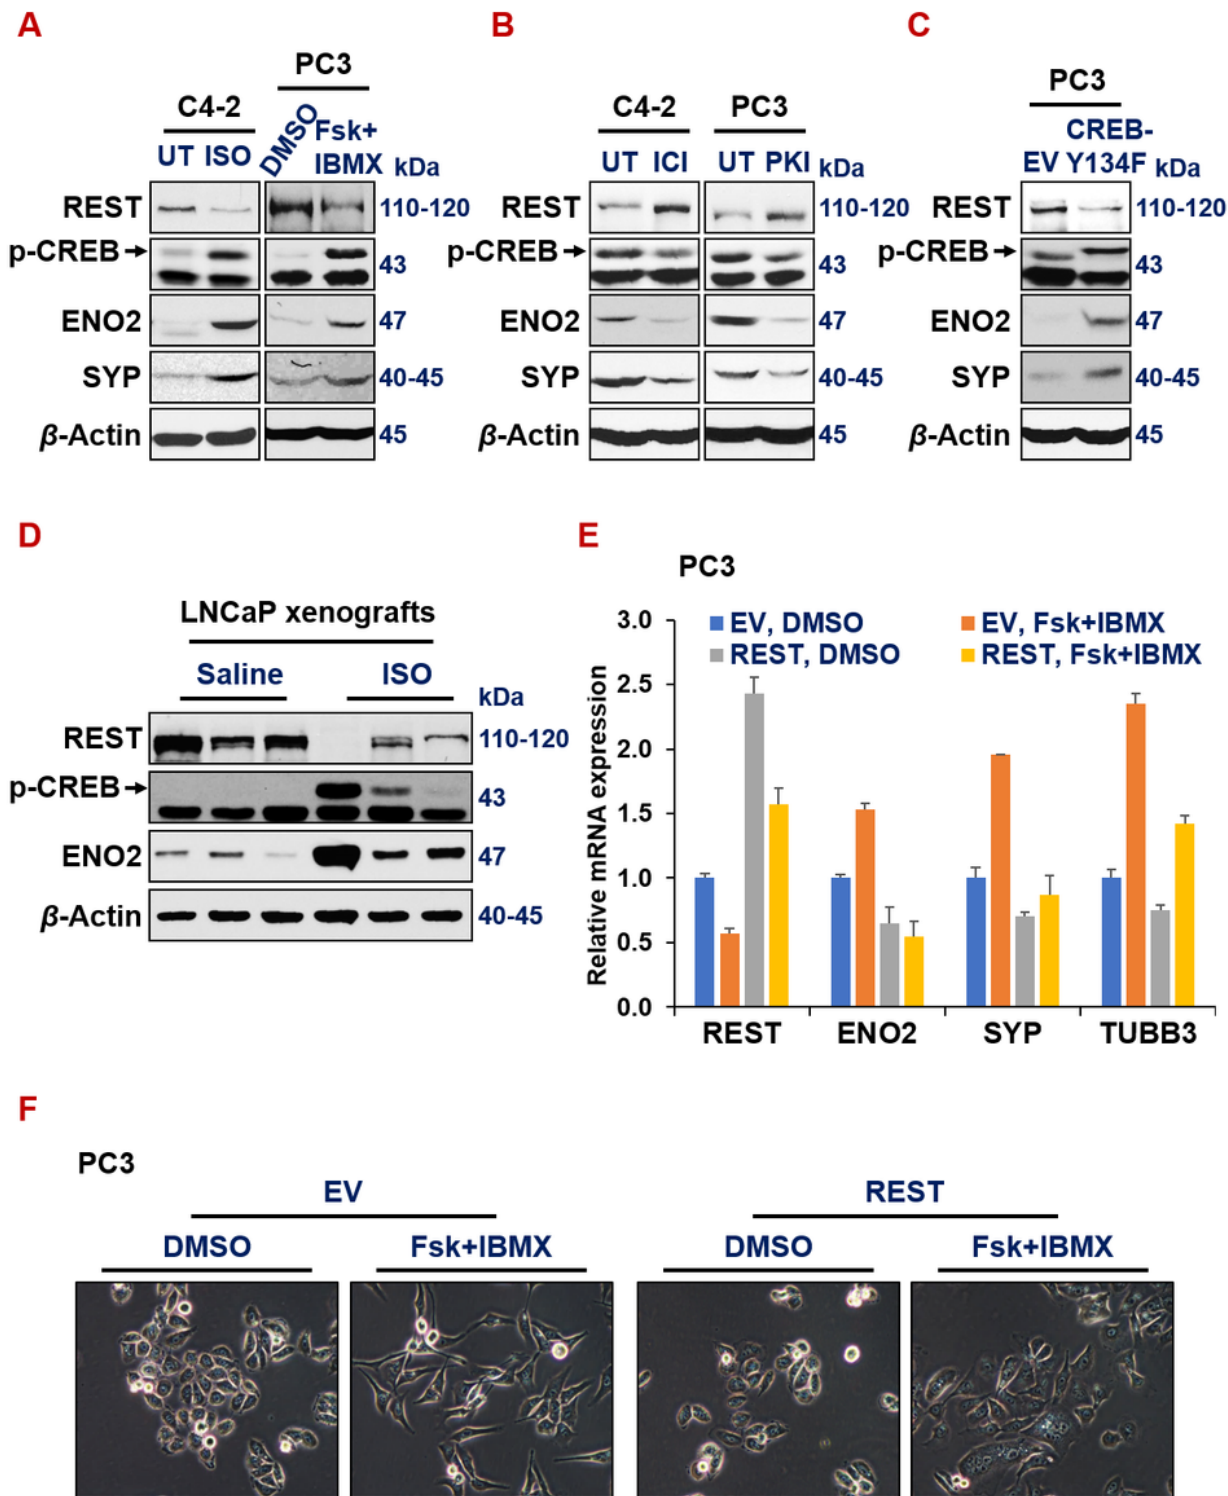 A
B
C
PC3
C4-2
DMSO
Fsk+
IBMX
UT ISO
kDa
REST
110-120
p-CREB
43
ENO2
47
SYP
40-45
β-Actin
45
C4-2
PC3
UT ICI
UT PKI
kDa
REST
110-120
p-CREB
43
ENO2
47
SYP
40-45
β-Actin
45
PC3
CREB-
EV Y134F kDa
REST
110-120
p-CREB
43
ENO2
47
SYP
40-45
β-Actin
45
D
LNCaP xenografts
Saline
ISO
kDa
REST
110-120
p-CREB
43
ENO2
47
β-Actin
40-45
E
PC3
EV, DMSO
EV, Fsk+IBMX
REST, DMSO
REST, Fsk+IBMX
Relative mRNA expression
3.0
2.5
2.0
1.5
1.0
0.5
0.0
REST
ENO2
SYP
TUBB3
F
PC3
EV
REST
DMSO
Fsk+IBMX
DMSO
Fsk+IBMX